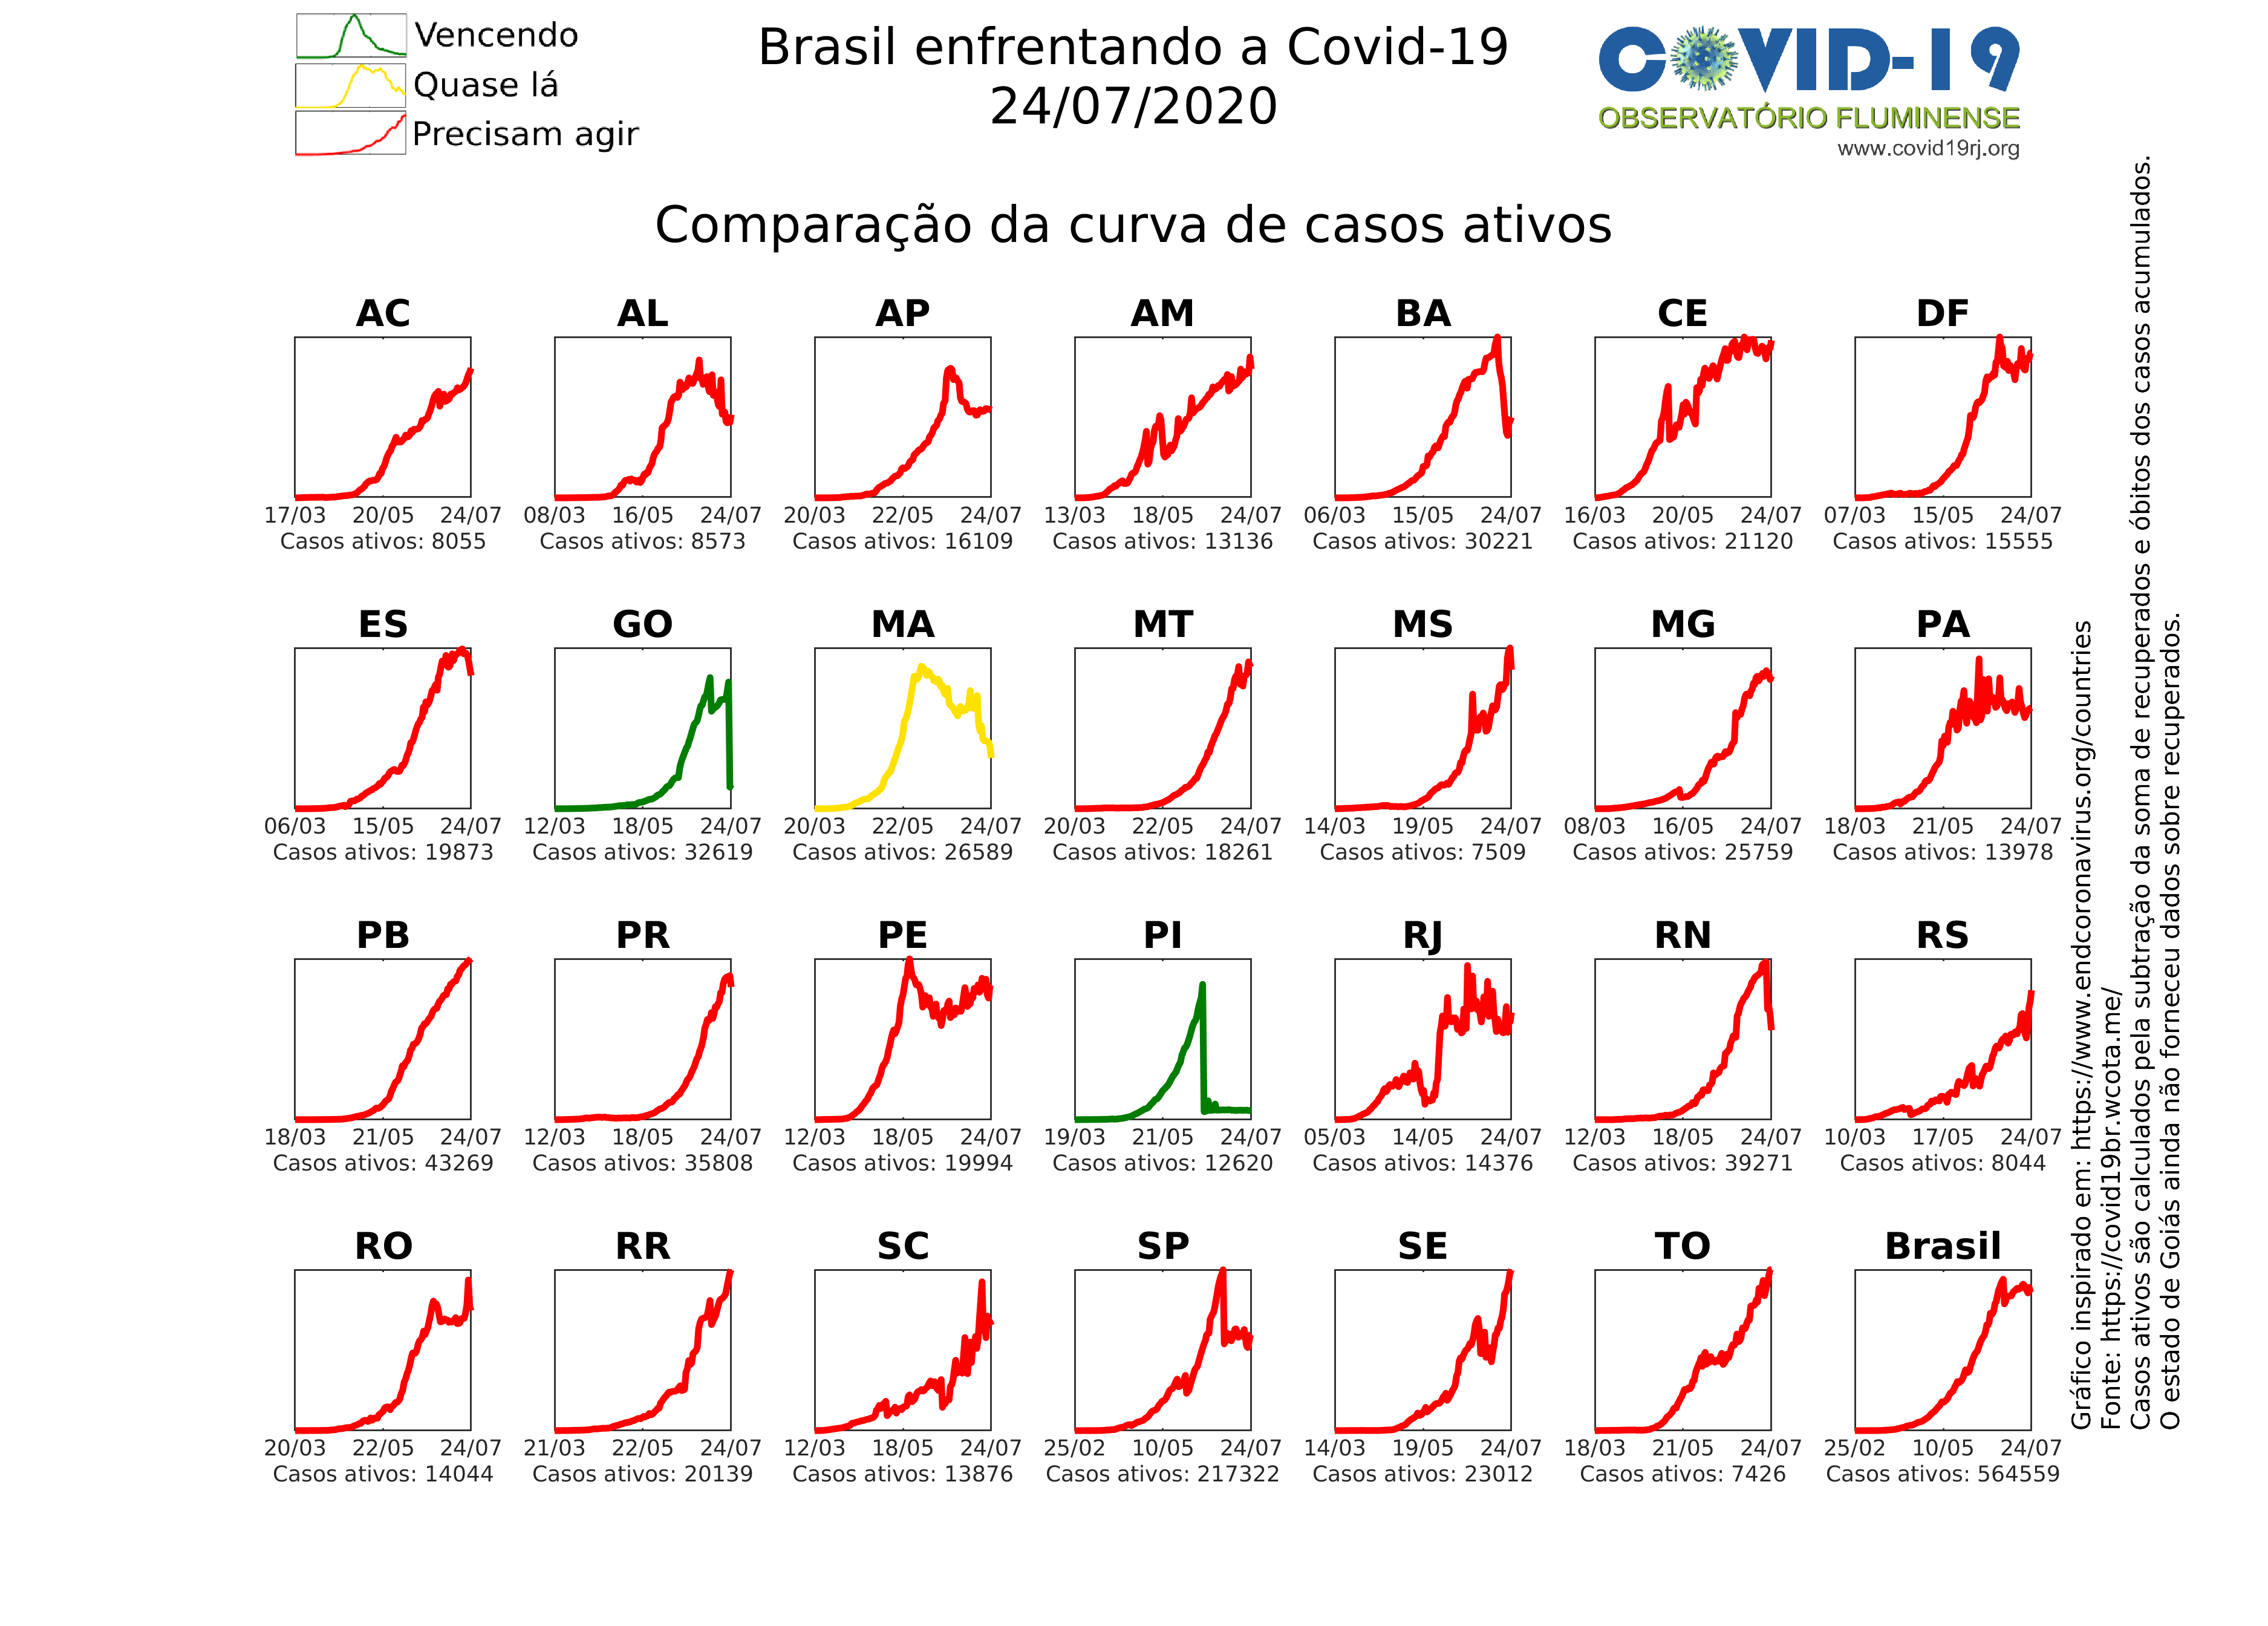 Vencendo
Quase lá
Precisam agir
Brasil enfrentando a Covid-19
24/07/2020
COVID-19
OBSERVATÓRIO FLUMINENSE
www.covid19rj.org
Comparação da curva de casos ativos
AC AL AP AM BA CE DF
17/03 20/05 24/07 08/03 16/05 24/07 20/03 22/05 24/07 13/03 18/05 24/07 06/03 15/05 24/07 16/03 20/05 24/07 07/03 15/05 24/07
Casos ativos: 8055 Casos ativos: 8573 Casos ativos: 16109 Casos ativos: 13136 Casos ativos: 30221 Casos ativos: 21120 Casos ativos: 15555
ES GO MA MT MS MG PA
06/03 15/05 24/07 12/03 18/05 24/07 20/03 22/05 24/07 20/03 22/05 24/07 14/03 19/05 24/07 08/03 16/05 24/07 18/03 21/05 24/07
Casos ativos: 19873 Casos ativos: 32619 Casos ativos: 26589 Casos ativos: 18261 Casos ativos: 7509 Casos ativos: 25759 Casos ativos: 13978
PB PR PE PI RJ RN RS
18/03 21/05 24/07 12/03 18/05 24/07 12/03 18/05 24/07 19/03 21/05 24/07 05/03 14/05 24/07 12/03 18/05 24/07 10/03 17/05 24/07
Casos ativos: 43269 Casos ativos: 35808 Casos ativos: 19994 Casos ativos: 12620 Casos ativos: 14376 Casos ativos: 39271 Casos ativos: 8044
RO RR SC SP SE TO Brasil
20/03 22/05 24/07 21/03 22/05 24/07 12/03 18/05 24/07 25/02 10/05 24/07 14/03 19/05 24/07 18/03 21/05 24/07 25/02 10/05 24/07
Casos ativos: 14044 Casos ativos: 20139 Casos ativos: 13876 Casos ativos: 217322 Casos ativos: 23012 Casos ativos: 7426 Casos ativos: 564559
Gráfico inspirado em: https://www.endcoronavirus.org/countries
Fonte: https://covid19br.wcota.me/
Casos ativos são calculados pela subtração da soma de recuperados e óbitos dos casos acumulados.
O estado de Goiás ainda não forneceu dados sobre recuperados.